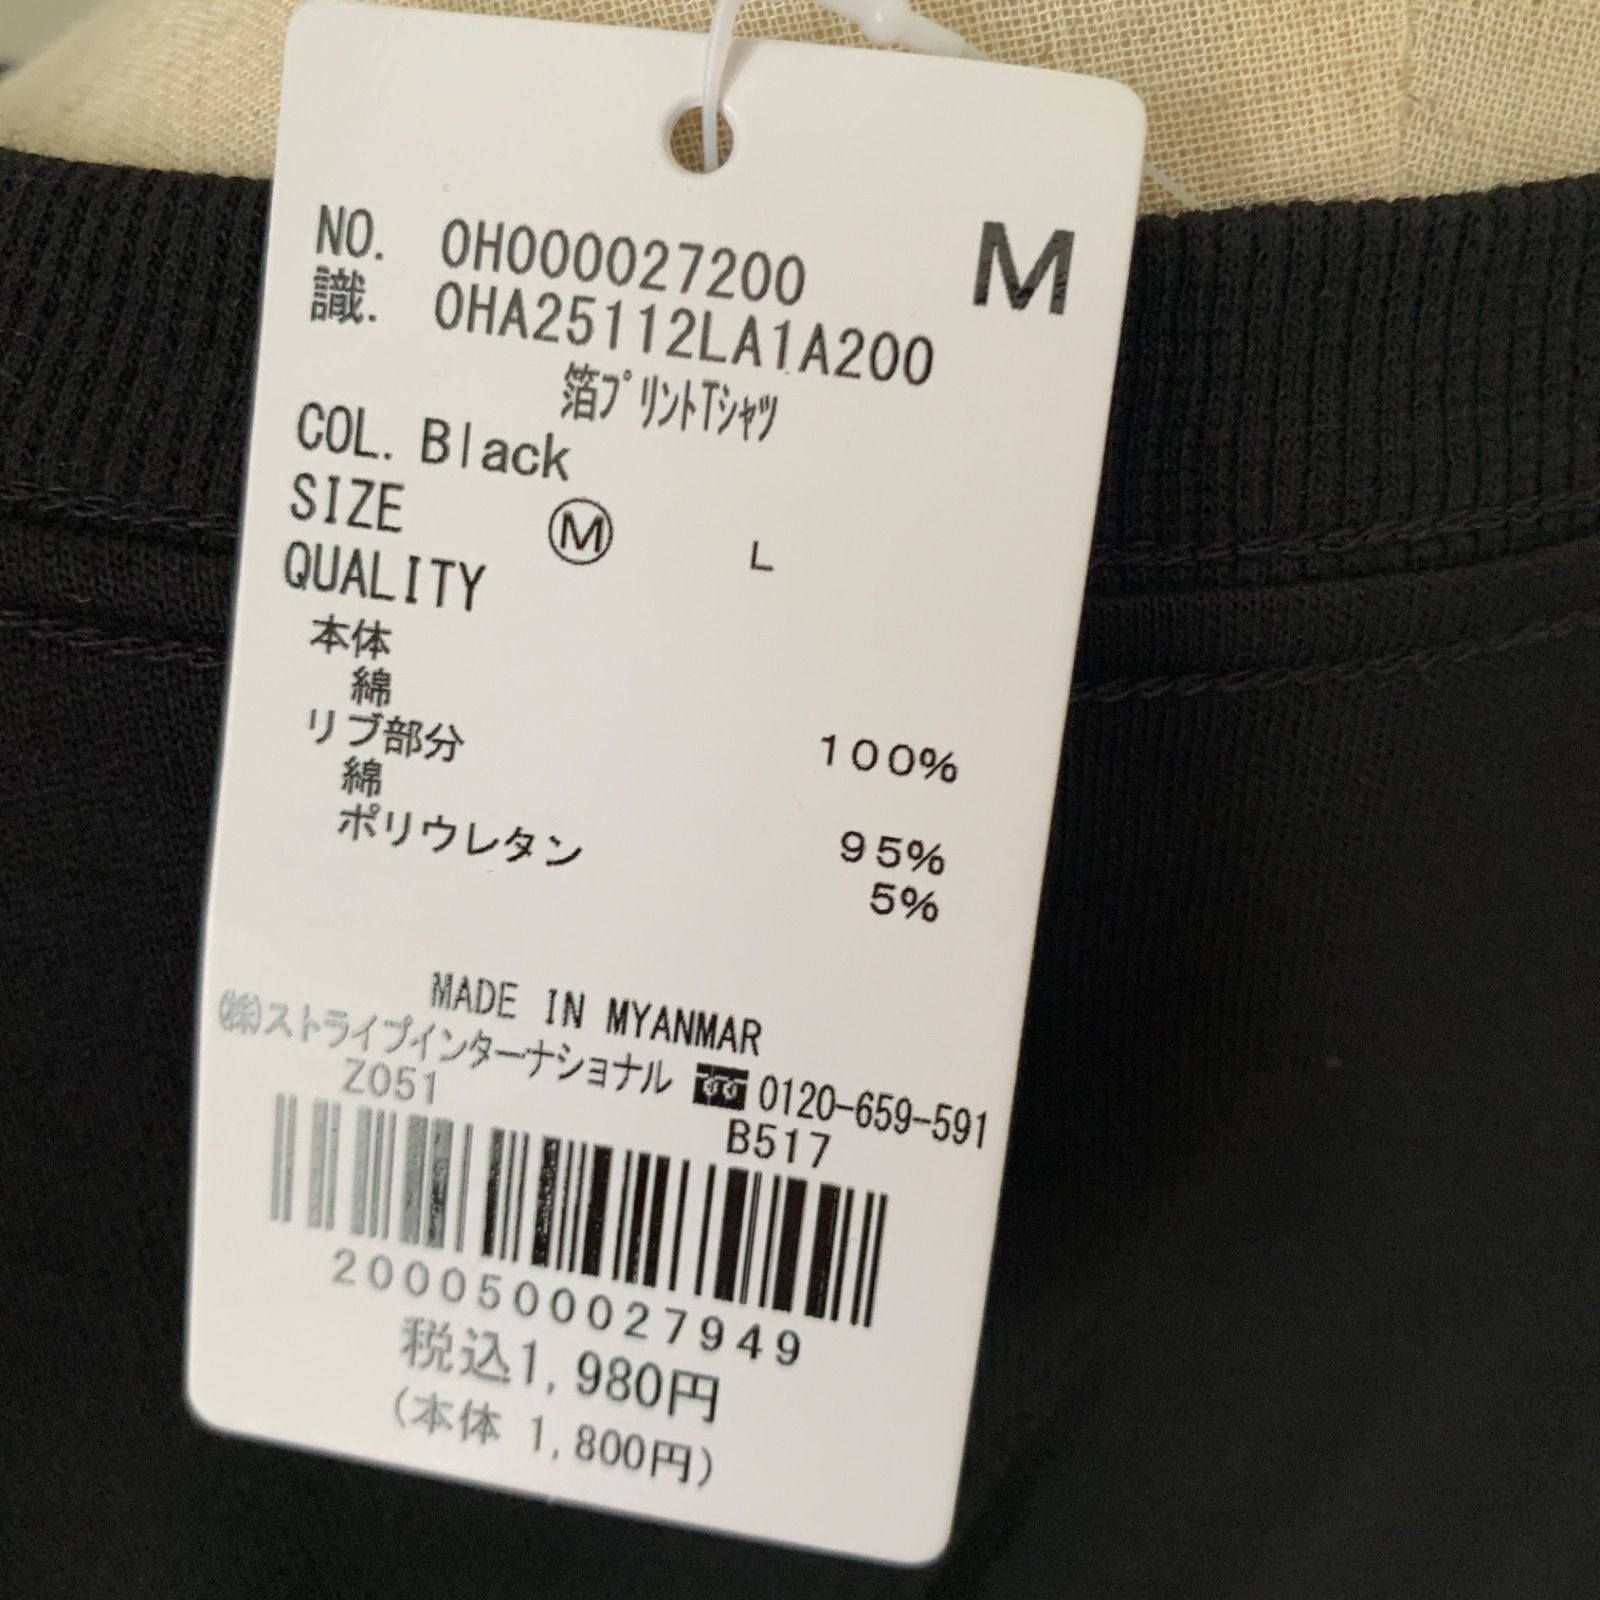 M
NO. 0H000027200
識. OHA25112LA1A200
箔プリントTシャツ
COL. Black
SIZE Ⓜ L
QUALITY
本体
綿 100%
リブ部分
綿 95%
ポリウレタン 5%
MADE IN MYANMAR
㈱ストライプインターナショナル 0120-659-591
Z051 B517
2000500027949
税込1,980円
(本体 1,800円)